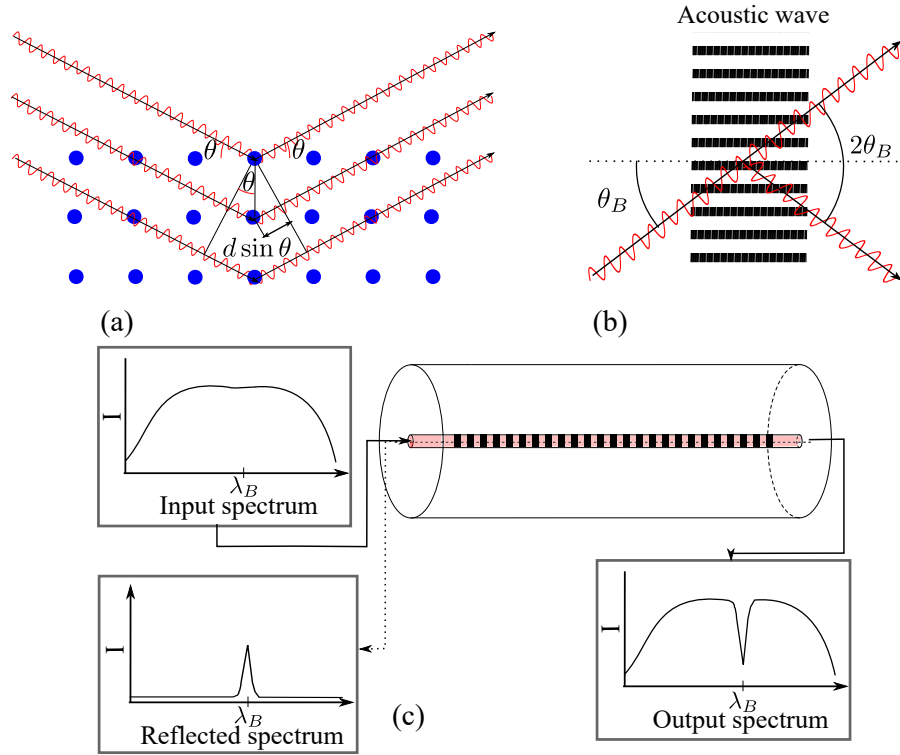 Acoustic wave
θ
θ
θ
d sin θ
2θ_B
θ_B
(a)
(b)
I
λ_B
Input spectrum
I
λ_B
Reflected spectrum
(c)
I
λ_B
Output spectrum